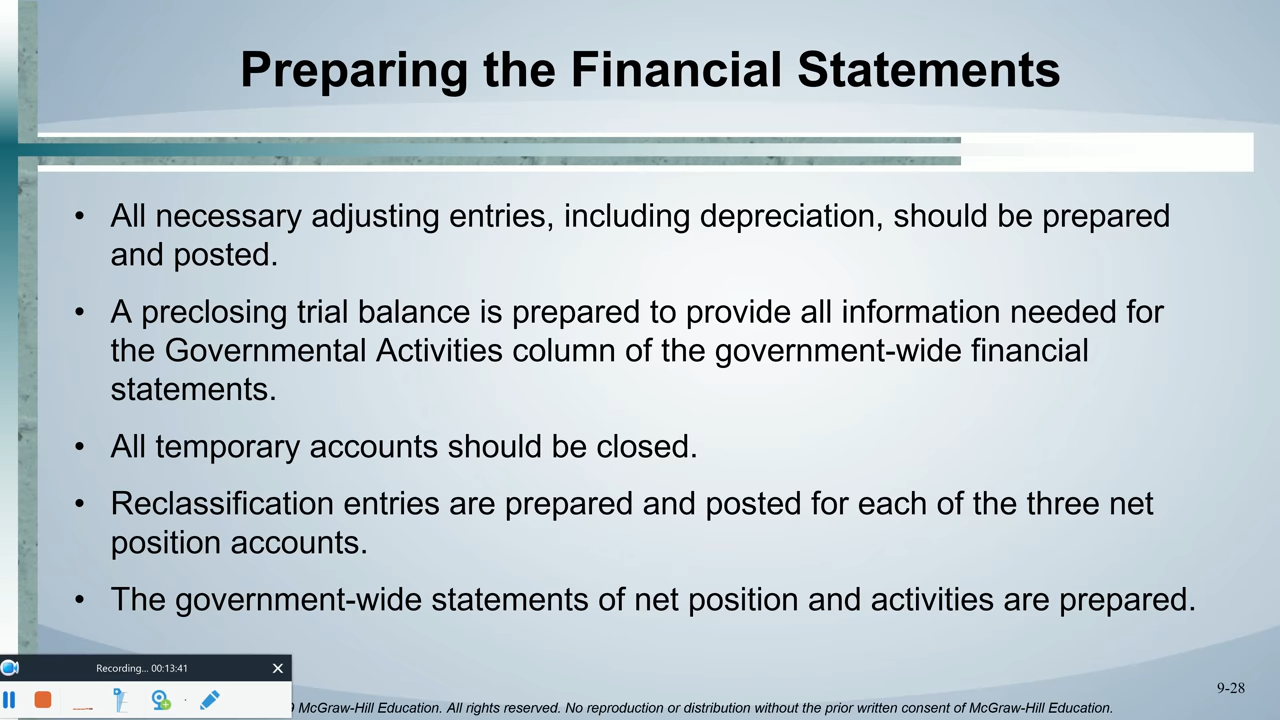 Preparing the Financial Statements
• All necessary adjusting entries, including depreciation, should be prepared
and posted.
• A preclosing trial balance is prepared to provide all information needed for
the Governmental Activities column of the government-wide financial
statements.
• All temporary accounts should be closed.
• Reclassification entries are prepared and posted for each of the three net
position accounts.
• The government-wide statements of net position and activities are prepared.
Recording... 00:13:41
9-28
McGraw-Hill Education. All rights reserved. No reproduction or distribution without the prior written consent of McGraw-Hill Education.